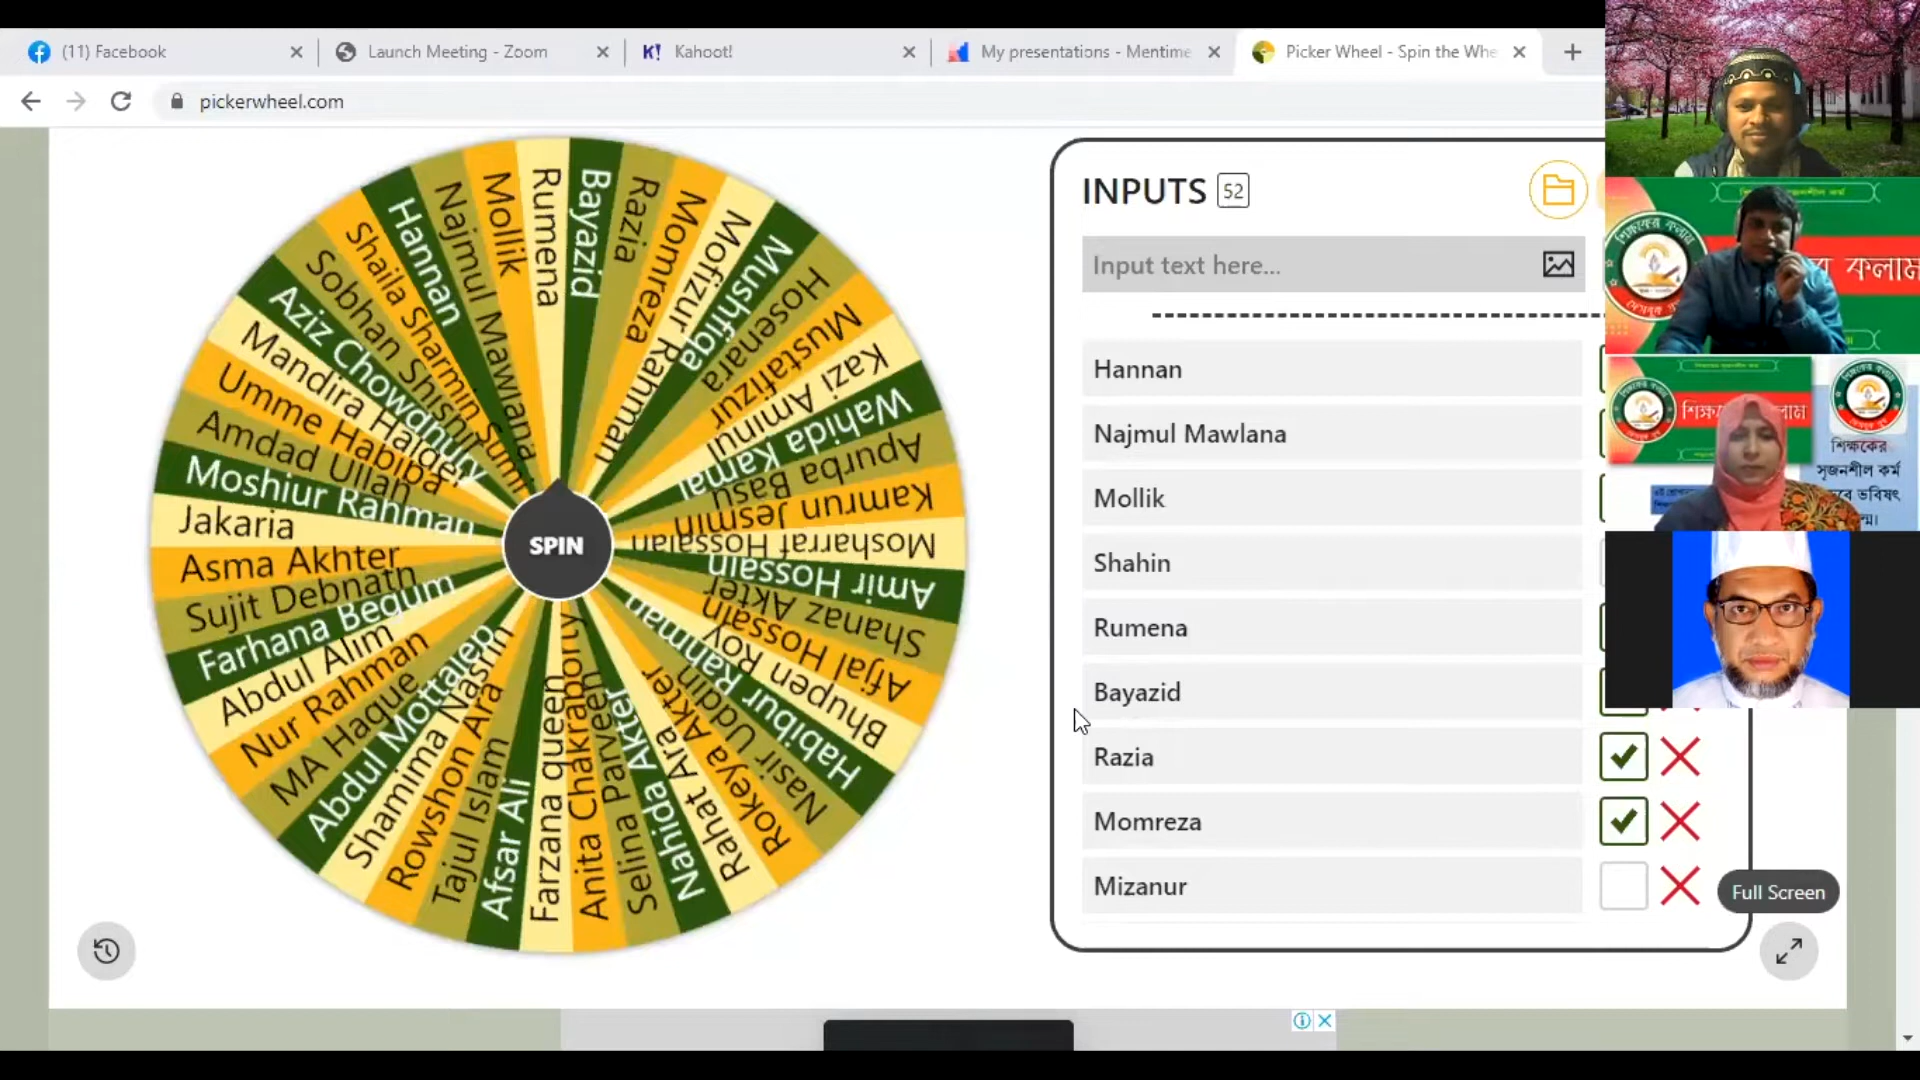 (11) Facebook
Launch Meeting - Zoom
K! Kahoot!
My presentations - Mentime
Picker Wheel - Spin the Whe
pickerwheel.com
Bayazid
Razia
Momreza
Mofizur Rahman
Mushfiqa
Hosenara
Mustafizur
Kazi Aminul
Wahida Kamal
Apurba Basu
Kamrun Jesmin
Mosharraf Hossaian
Amir Hossain
Shanaz Akter
Afjal Hossain
Bhupen Roy
Habibur Rahman
Nasir Uddin
Rokeya Akter
Rahat Ara
Nahida Akter
Selina Parveen
Anita Chakraborty
Farzana queen
Afsar Ali
Tajul Islam
Rowshon Ara
Shamima Nasrin
Abdul Mottalep
MA Haque
Nur Rahman
Abdul Alim
Farhana Begum
Sujit Debnath
Asma Akhter
Jakaria
Moshiur Rahman
Amdad Ullah
Umme Habiba
Mandira Halder
Aziz Chowdhury
Sobhan Shishir
Shaila Sharmin Sumi
Hannan
Najmul Mawlana
Mollik
Rumena
SPIN
INPUTS 52
Input text here...
Hannan
Najmul Mawlana
Mollik
Shahin
Rumena
Bayazid
Razia
Momreza
Mizanur
Full Screen
কলাম
শিক্ষকের
সৃজনশীল কর্ম